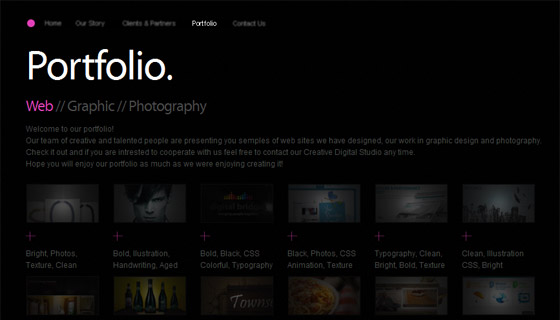 Home Our Story Clients & Partners Portfolio Contact Us
Portfolio.
Web // Graphic // Photography
Welcome to our portfolio!
Our team of creative and talented people are presenting you semples of web sites we have designed, our work in graphic design and photography.
Check it out and if you are intrested to cooperate with us feel free to contact our Creative Digital Studio any time.
Hope you will enjoy our portfolio as much as we were enjoying creating it!
Bright, Photos,
Texture, Clean
Bold, Illustration,
Handwriting, Aged
Bold, Black, CSS
Colorful, Typography
Black, Photos, CSS
Animation, Texture
Typography, Clean,
Bright, Bold, Texture
Clean, Illustration
CSS, Bright